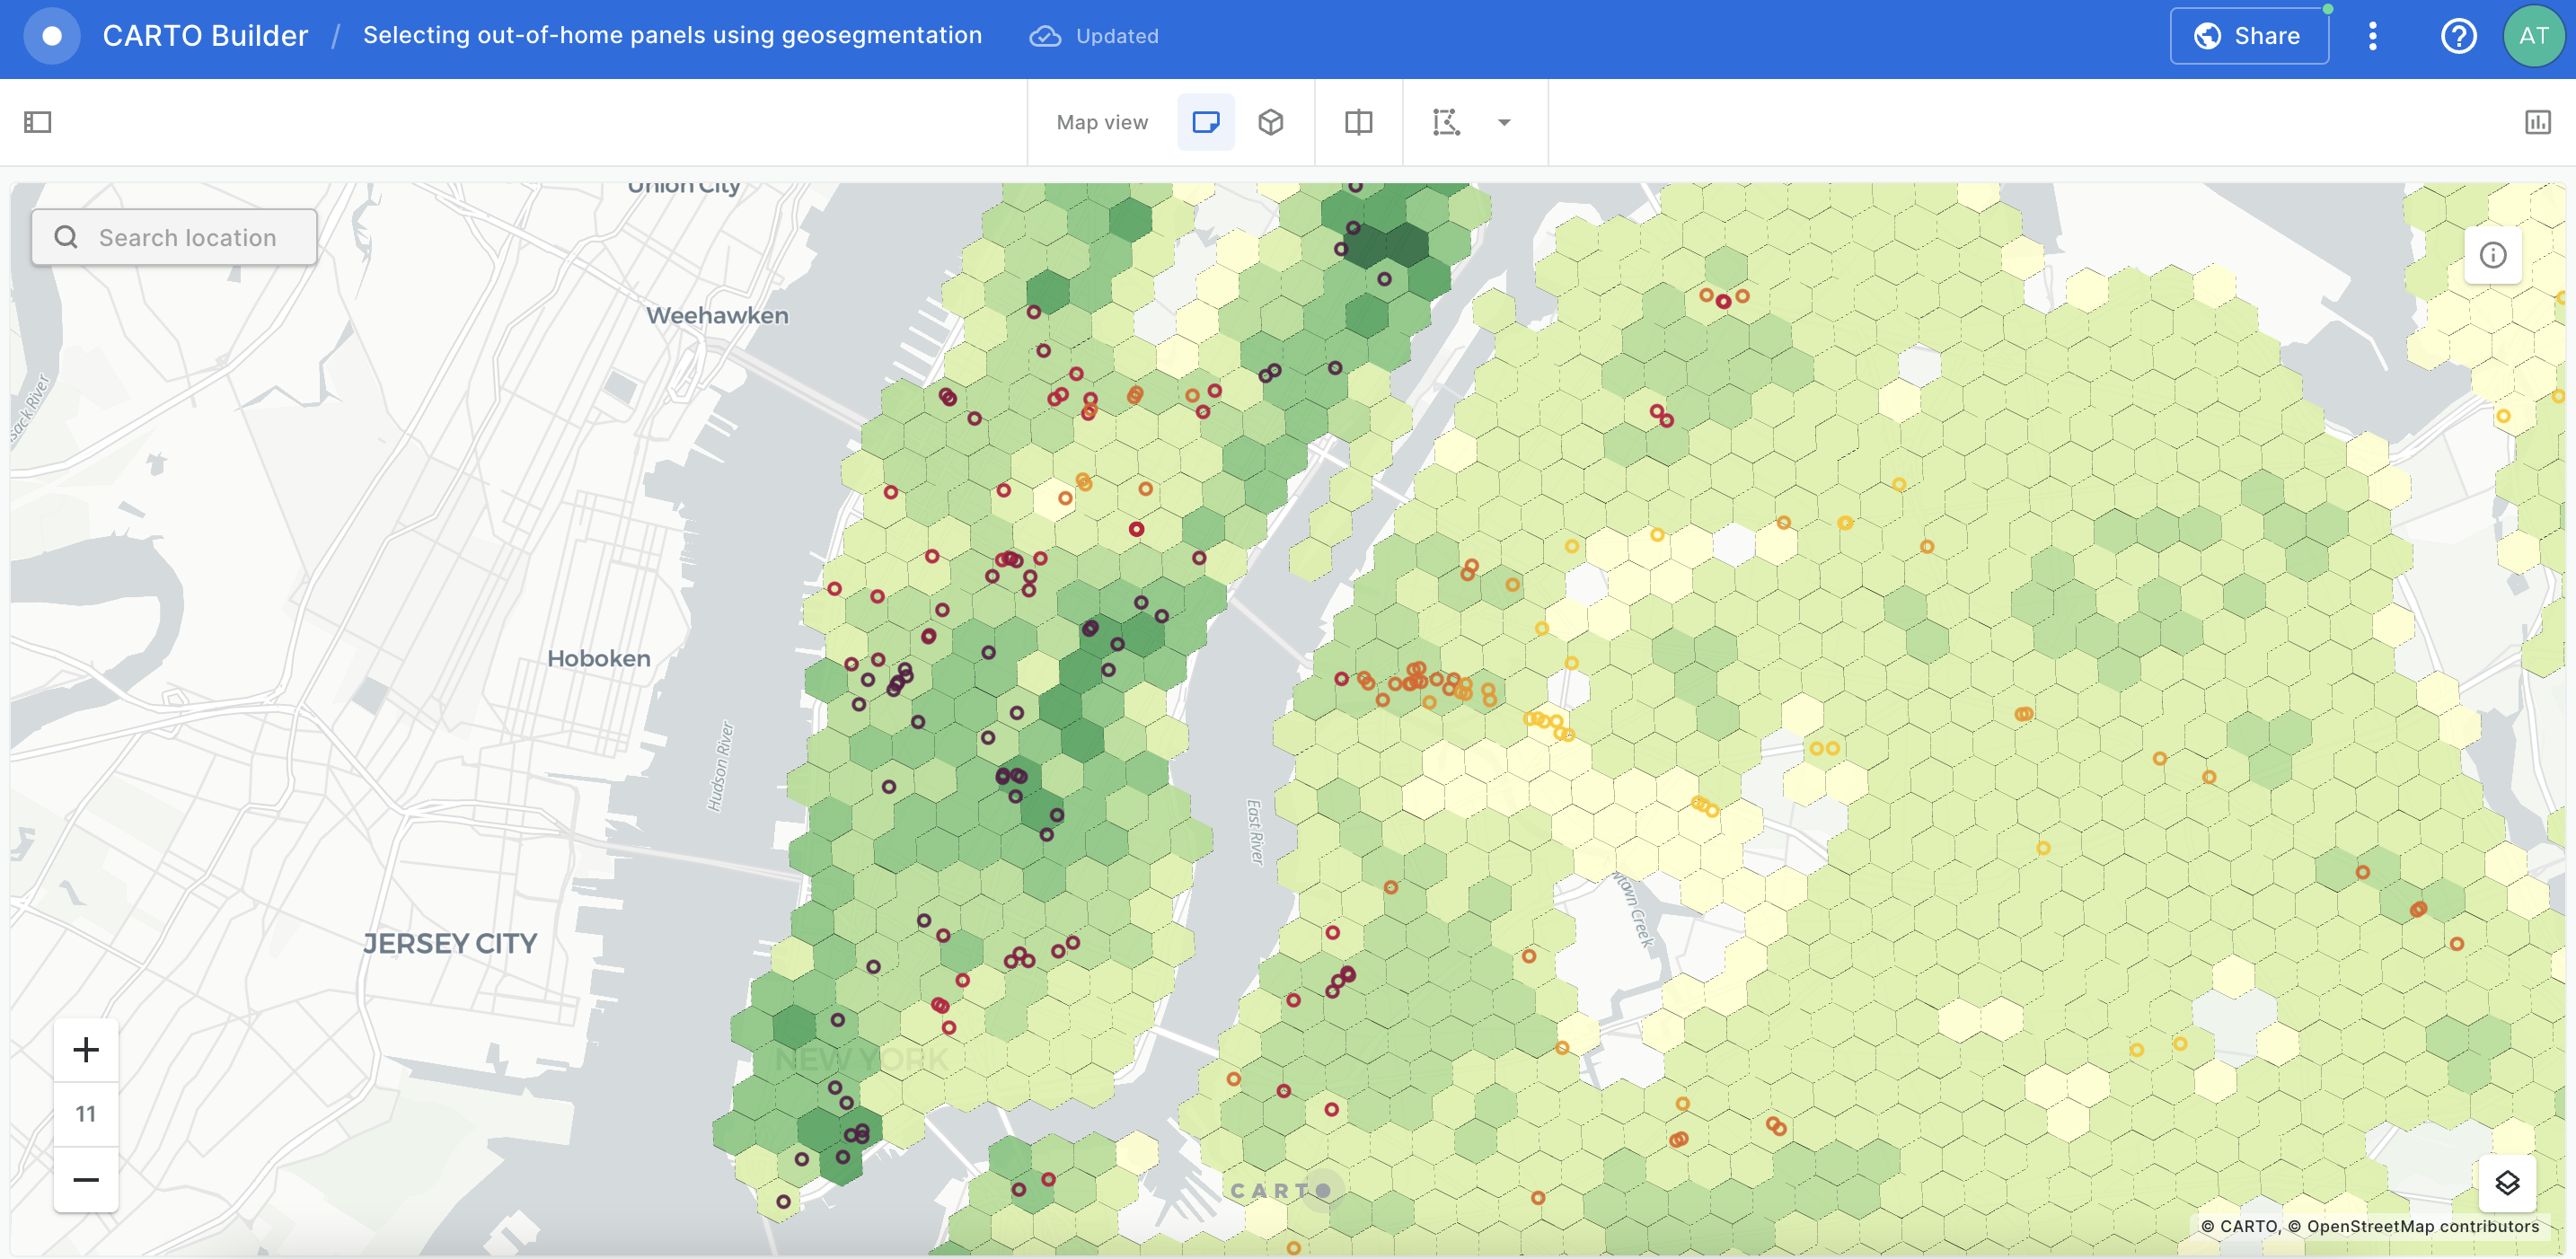 CARTO Builder / Selecting out-of-home panels using geosegmentation Updated Share AT
Map view
Union City
Search location
Weehawken
Hoboken
Hudson River
East River
JERSEY CITY
NEW YORK
Creek
11
CARTO
© CARTO, © OpenStreetMap contributors